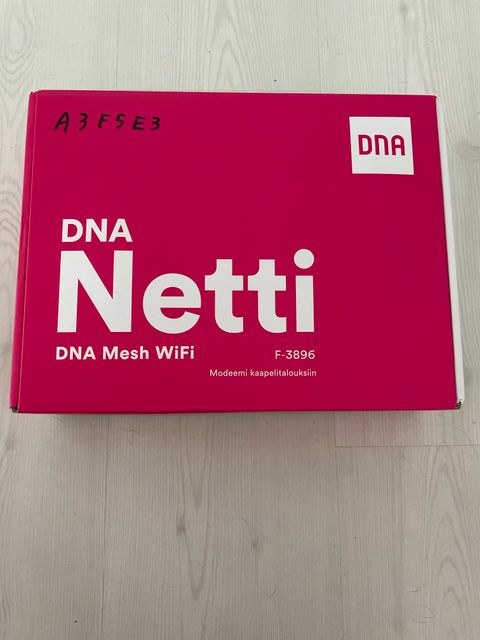 A3F5E3
DNA
DNA
Netti
DNA Mesh WiFi
F-3896
Modeemi kaapelitalouksiin